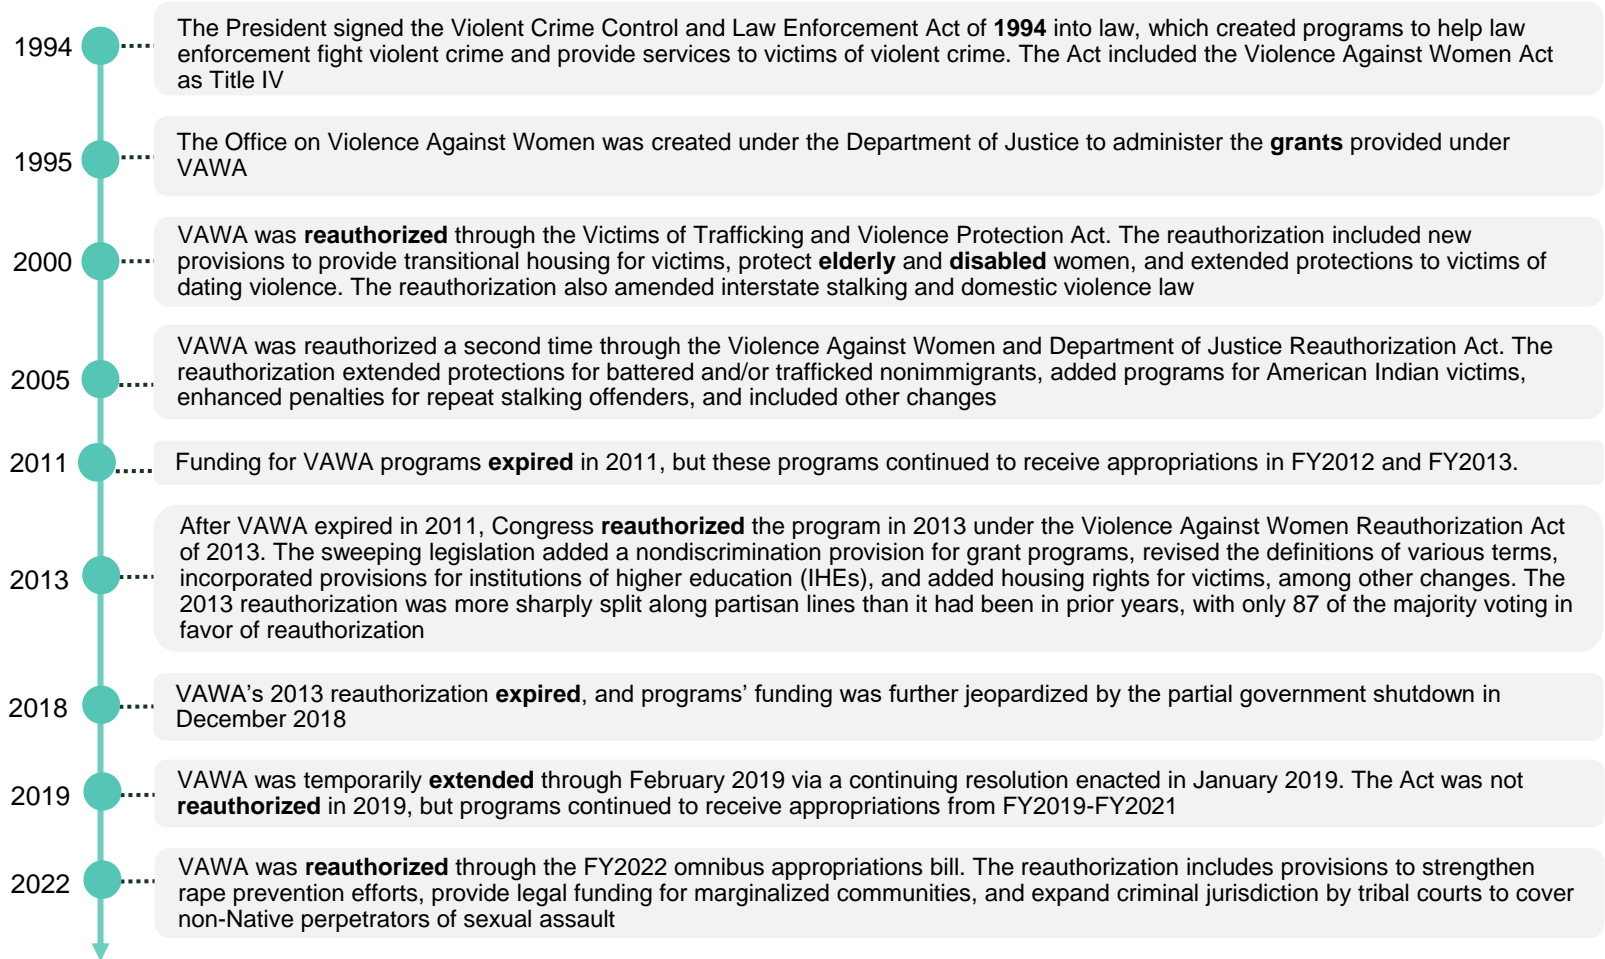 1994
The President signed the Violent Crime Control and Law Enforcement Act of 1994 into law, which created programs to help law
enforcement fight violent crime and provide services to victims of violent crime. The Act included the Violence Against Women Act
as Title IV
1995
The Office on Violence Against Women was created under the Department of Justice to administer the grants provided under
VAWA
2000
VAWA was reauthorized through the Victims of Trafficking and Violence Protection Act. The reauthorization included new
provisions to provide transitional housing for victims, protect elderly and disabled women, and extended protections to victims of
dating violence. The reauthorization also amended interstate stalking and domestic violence law
2005
VAWA was reauthorized a second time through the Violence Against Women and Department of Justice Reauthorization Act. The
reauthorization extended protections for battered and/or trafficked nonimmigrants, added programs for American Indian victims,
enhanced penalties for repeat stalking offenders, and included other changes
2011
Funding for VAWA programs expired in 2011, but these programs continued to receive appropriations in FY2012 and FY2013.
2013
After VAWA expired in 2011, Congress reauthorized the program in 2013 under the Violence Against Women Reauthorization Act
of 2013. The sweeping legislation added a nondiscrimination provision for grant programs, revised the definitions of various terms,
incorporated provisions for institutions of higher education (IHEs), and added housing rights for victims, among other changes. The
2013 reauthorization was more sharply split along partisan lines than it had been in prior years, with only 87 of the majority voting in
favor of reauthorization
2018
VAWA’s 2013 reauthorization expired, and programs’ funding was further jeopardized by the partial government shutdown in
December 2018
2019
VAWA was temporarily extended through February 2019 via a continuing resolution enacted in January 2019. The Act was not
reauthorized in 2019, but programs continued to receive appropriations from FY2019-FY2021
2022
VAWA was reauthorized through the FY2022 omnibus appropriations bill. The reauthorization includes provisions to strengthen
rape prevention efforts, provide legal funding for marginalized communities, and expand criminal jurisdiction by tribal courts to cover
non-Native perpetrators of sexual assault